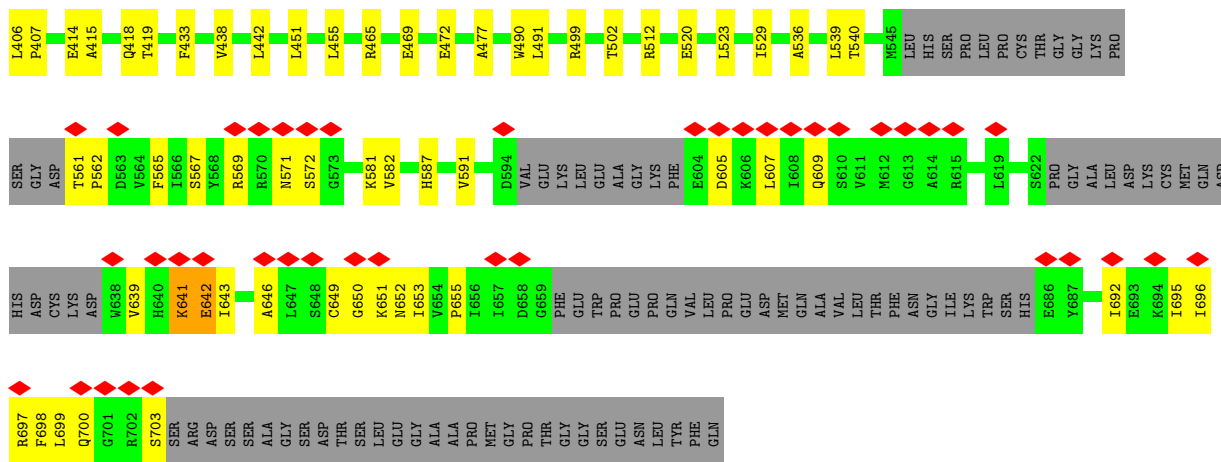 L406 P407 E414 A415 Q418 T419 F433 V438 L442 L451 L455 R465 E469 E472 A477 W490 L491 R499 T502 R512 E520 L523 I529 A536 L539 T540 M545 LEU HIS SER PRO LEU PRO CYS THR GLY GLY LYS PRO
SER GLY ASP T561 P562 D563 V564 F565 I566 S567 Y568 R569 R570 N571 S572 G573 K581 V582 H587 V591 D594 VAL GLU LYS LEU GLU ALA GLY LYS PHE E604 D605 K606 L607 I608 Q609 S610 V611 M612 G613 A614 R615 L619 S622 PRO GLY ALA LEU ASP LYS CYS MET GLN ASP
HIS ASP CYS LYS ASP W638 V639 H640 K641 E642 I643 A646 L647 S648 C649 G650 K651 N652 I653 V654 P655 I656 I657 D658 G659 PHE GLU TRP PRO GLU PRO GLN VAL LEU PRO GLU ASP MET GLN ALA VAL LEU THR PHE ASN GLY ILE LYS TRP SER HIS E686 Y687 I692 E693 K694 I695 I696
R697 F698 L699 Q700 G701 R702 S703 SER ARG ASP SER SER ALA GLY SER ASP THR SER LEU GLU GLY ALA ALA PRO MET GLY PRO THR GLY GLY SER GLU ASN LEU TYR PHE GLN